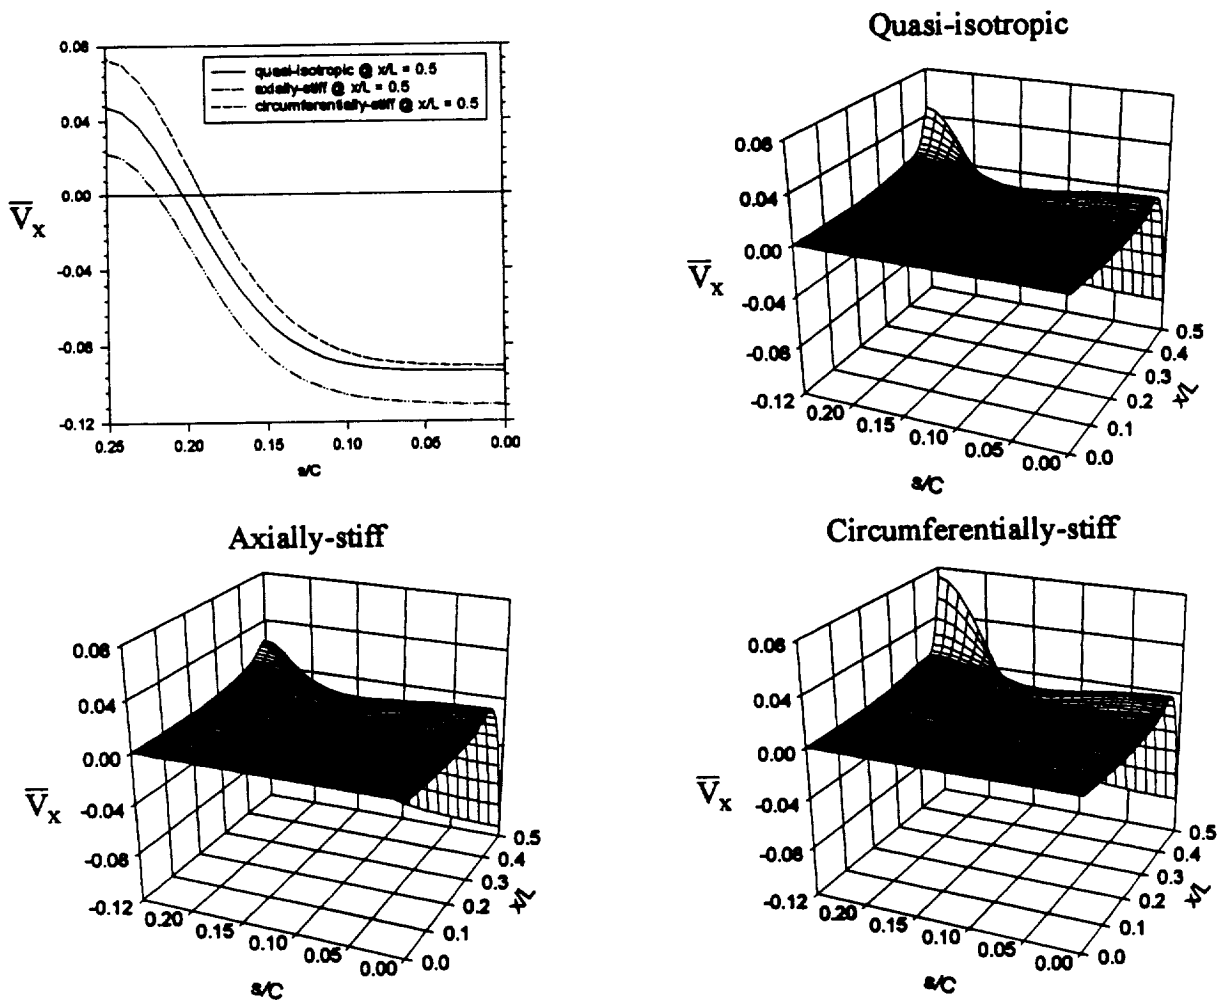 Quasi-isotropic
0.08
0.04
0.00
-0.04
-0.08
-0.12
V̅x
quasi-isotropic @ x/L = 0.5
axially-stiff @ x/L = 0.5
circumferentially-stiff @ x/L = 0.5
0.25 0.20 0.15 0.10 0.05 0.00
s/C
0.08
0.04
0.00
-0.04
-0.08
-0.12
V̅x
0.20 0.15 0.10 0.05 0.00
s/C
0.5
0.4
0.3
0.2
0.1
0.0
x/L
Axially-stiff
0.08
0.04
0.00
-0.04
-0.08
-0.12
V̅x
0.20 0.15 0.10 0.05 0.00
s/C
0.5
0.4
0.3
0.2
0.1
0.0
x/L
Circumferentially-stiff
0.08
0.04
0.00
-0.04
-0.08
-0.12
V̅x
0.20 0.15 0.10 0.05 0.00
s/C
0.5
0.4
0.3
0.2
0.1
0.0
x/L